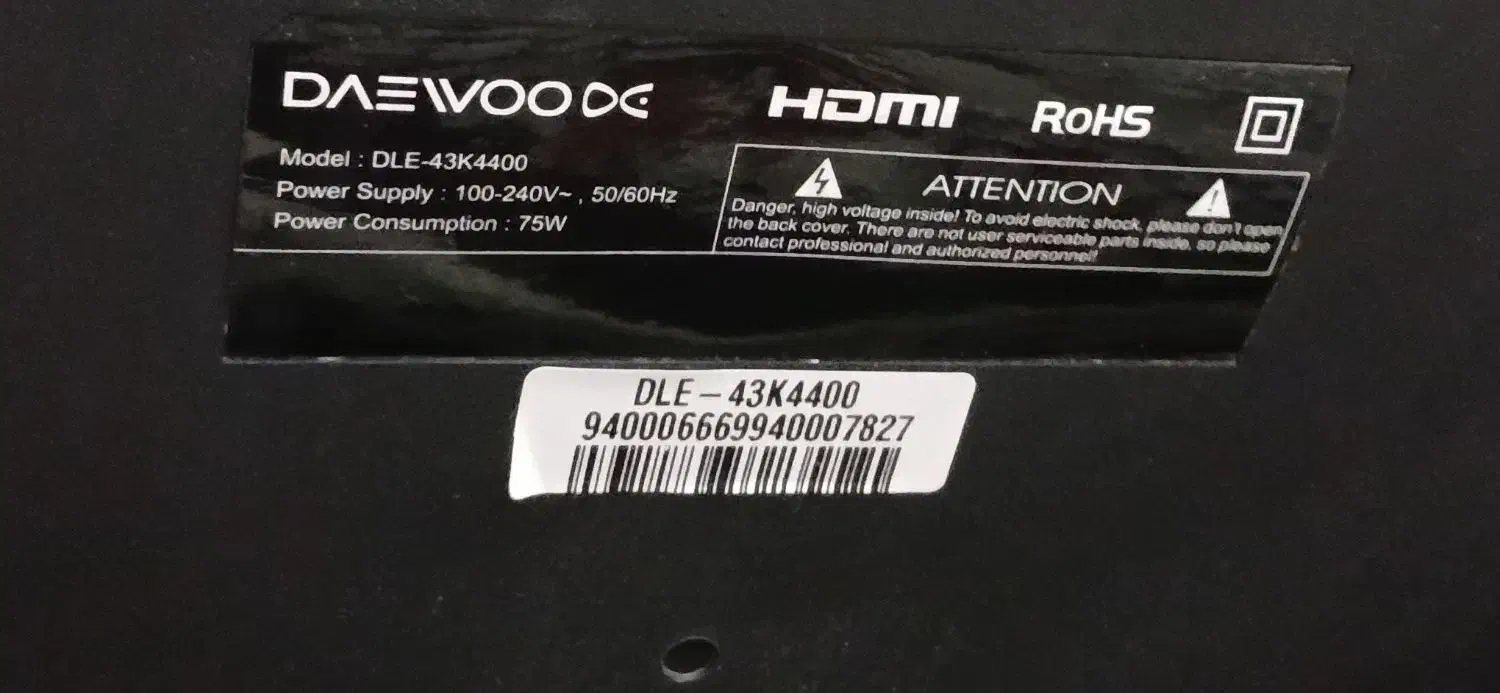 DAEWOO DE
HDMI
RoHS
Model : DLE-43K4400
Power Supply : 100-240V~ , 50/60Hz
Power Consumption : 75W
ATTENTION
Danger, high voltage inside! To avoid electric shock, please don't open
the back cover. There are not user serviceable parts inside, so please
contact professional and authorized personnel!
DLE-43K4400
940006669940007827